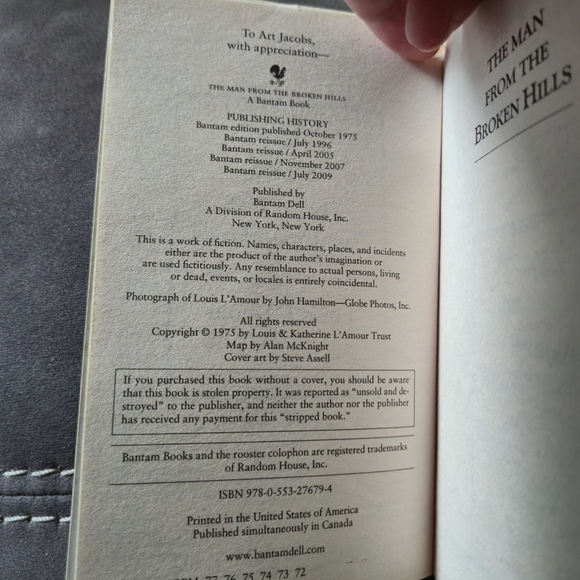 To Art Jacobs,
with appreciation—
THE MAN FROM THE BROKEN HILLS
A Bantam Book
PUBLISHING HISTORY
Bantam edition published October 1975
Bantam reissue / July 1996
Bantam reissue / April 2005
Bantam reissue / November 2007
Bantam reissue / July 2009
Published by
Bantam Dell
A Division of Random House, Inc.
New York, New York
This is a work of fiction. Names, characters, places, and incidents
either are the product of the author's imagination or
are used fictitiously. Any resemblance to actual persons, living
or dead, events, or locales is entirely coincidental.
Photograph of Louis L'Amour by John Hamilton—Globe Photos, Inc.
All rights reserved
Copyright © 1975 by Louis & Katherine L'Amour Trust
Map by Alan McKnight
Cover art by Steve Assell
If you purchased this book without a cover, you should be aware
that this book is stolen property. It was reported as "unsold and de-
stroyed" to the publisher, and neither the author nor the publisher
has received any payment for this "stripped book."
Bantam Books and the rooster colophon are registered trademarks
of Random House, Inc.
ISBN 978-0-553-27679-4
Printed in the United States of America
Published simultaneously in Canada
www.bantamdell.com
77 76 75 74 73 72
THE MAN
FROM THE
BROKEN HILLS